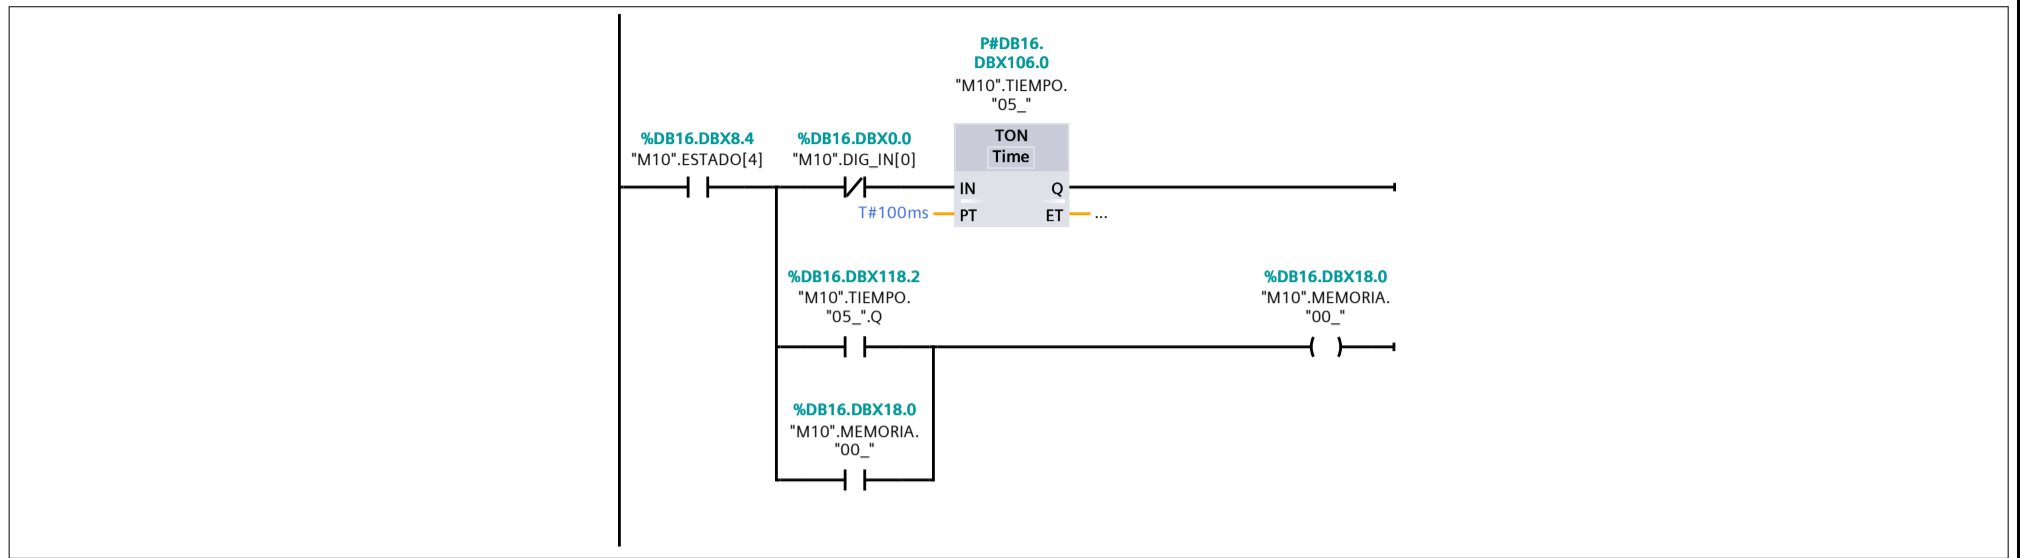 P#DB16.
DBX106.0
"M10".TIEMPO.
"05_"
%DB16.DBX8.4
"M10".ESTADO[4]
%DB16.DBX0.0
"M10".DIG_IN[0]
TON
Time
IN
Q
T#100ms
PT
ET
...
%DB16.DBX118.2
"M10".TIEMPO.
"05_".Q
%DB16.DBX18.0
"M10".MEMORIA.
"00_"
%DB16.DBX18.0
"M10".MEMORIA.
"00_"